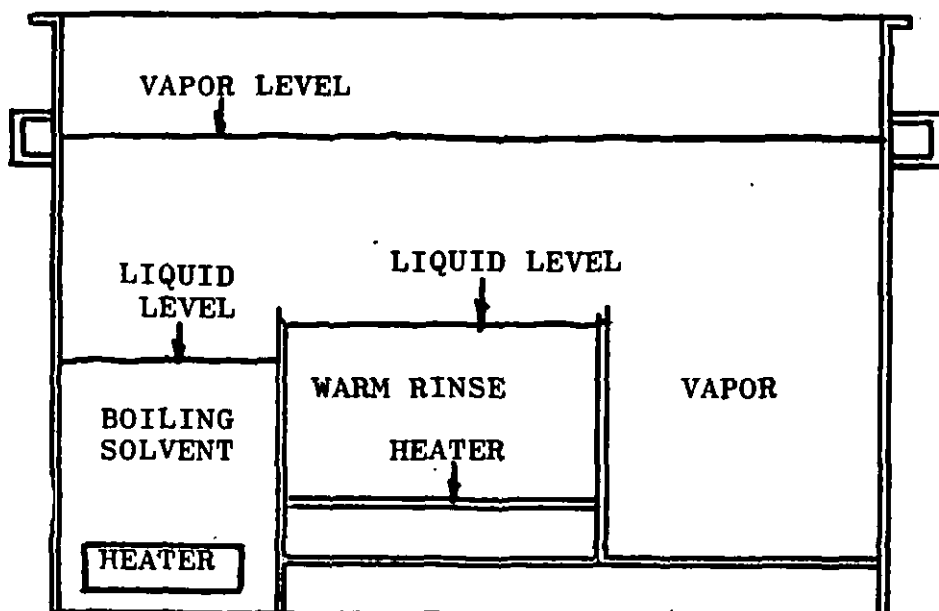 VAPOR LEVEL
LIQUID
LEVEL
LIQUID LEVEL
BOILING
SOLVENT
WARM RINSE
HEATER
VAPOR
HEATER